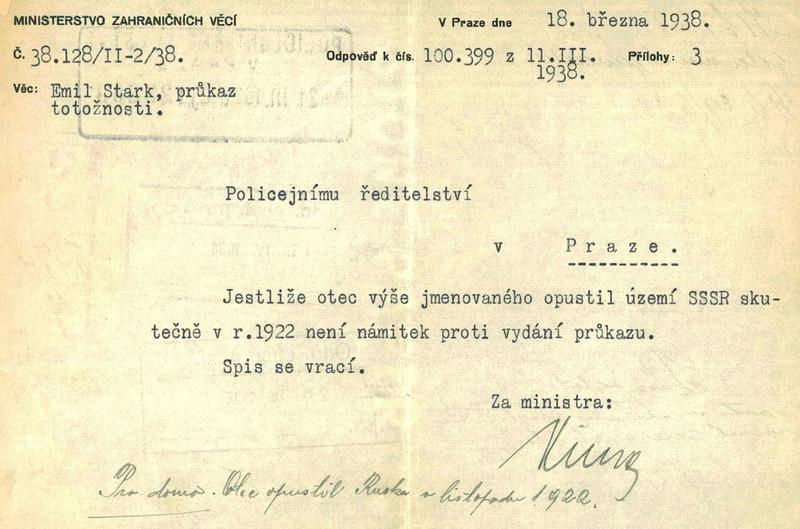 MINISTERSTVO ZAHRANIČNÍCH VĚCÍ
V Praze dne 18. března 1938.
Č. 38.128/II-2/38.
Odpověď k čís. 100.399 z 11.III. 1938.
Přílohy: 3
Věc: Emil Stark, průkaz
totožnosti.
Policejnímu ředitelství
v Praze.
Jestliže otec výše jmenovaného opustil území SSSR sku-
tečně v r.1922 není námitek proti vydání průkazu.
Spis se vrací.
Za ministra:
Pro domo. Otec opustil Rusko v listopadu 1922.